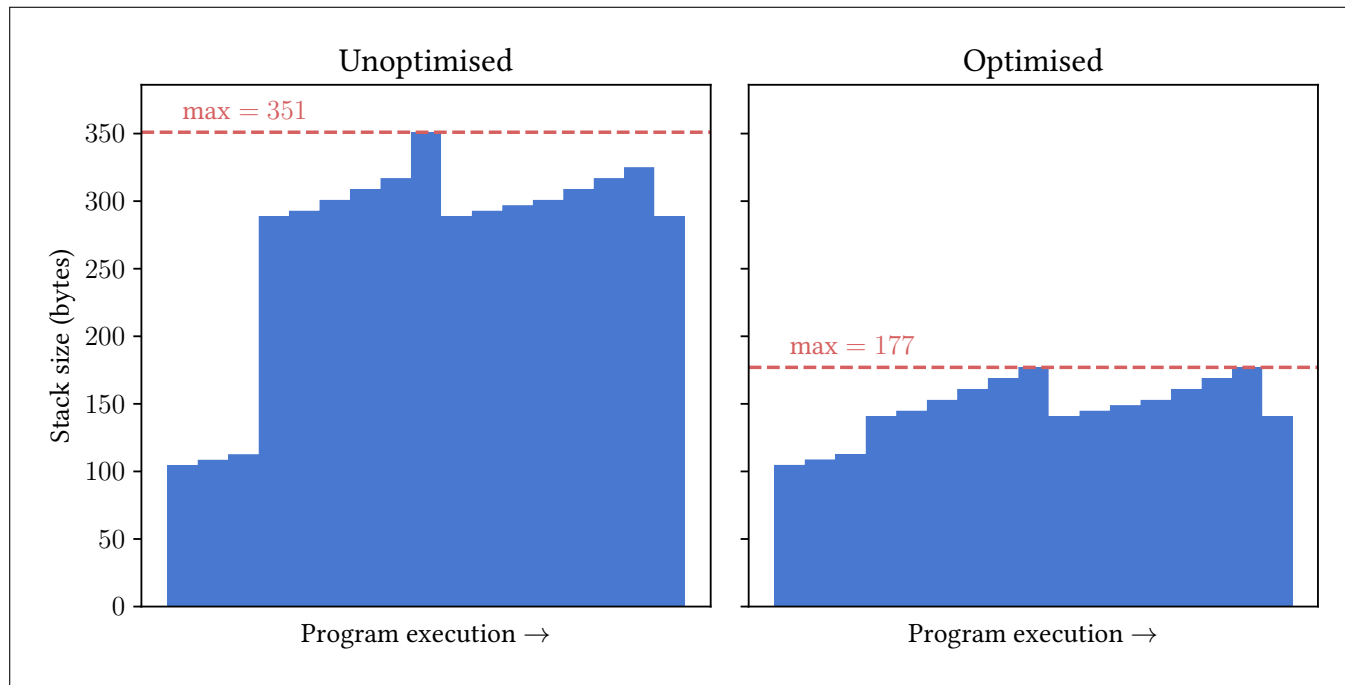 Unoptimised
Optimised
max = 351
max = 177
350
300
250
200
150
100
50
0
Stack size (bytes)
Program execution →
Program execution →